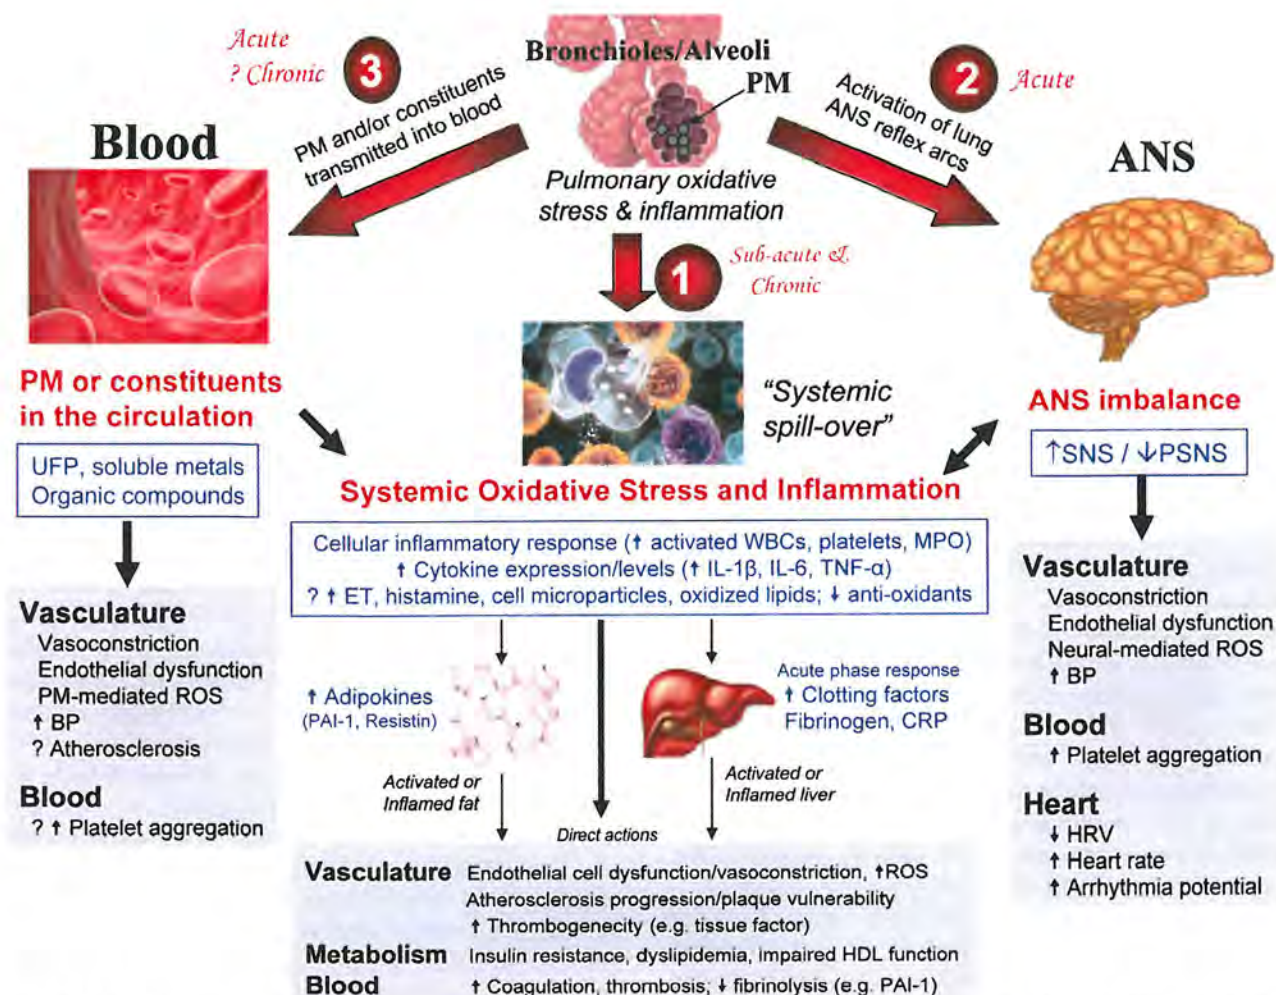 Acute
? Chronic
3
PM and/or constituents
transmitted into blood
Bronchioles/Alveoli
PM
Pulmonary oxidative
stress & inflammation
2
Acute
Activation of lung
ANS reflex arcs
Blood
ANS
1
Sub-acute &
Chronic
"Systemic
spill-over"
PM or constituents
in the circulation
UFP, soluble metals
Organic compounds
Vasculature
Vasoconstriction
Endothelial dysfunction
PM-mediated ROS
↑ BP
? Atherosclerosis
Blood
? ↑ Platelet aggregation
Systemic Oxidative Stress and Inflammation
Cellular inflammatory response (↑ activated WBCs, platelets, MPO)
↑ Cytokine expression/levels (↑ IL-1β, IL-6, TNF-α)
? ↑ ET, histamine, cell microparticles, oxidized lipids; ↓ anti-oxidants
↑ Adipokines
(PAI-1, Resistin)
Activated or
Inflamed fat
Direct actions
Acute phase response
↑ Clotting factors
Fibrinogen, CRP
Activated or
Inflamed liver
Vasculature Endothelial cell dysfunction/vasoconstriction, ↑ROS
Atherosclerosis progression/plaque vulnerability
↑ Thrombogenecity (e.g. tissue factor)
Metabolism Insulin resistance, dyslipidemia, impaired HDL function
Blood ↑ Coagulation, thrombosis; ↓ fibrinolysis (e.g. PAI-1)
ANS imbalance
↑SNS / ↓PSNS
Vasculature
Vasoconstriction
Endothelial dysfunction
Neural-mediated ROS
↑ BP
Blood
↑ Platelet aggregation
Heart
↓ HRV
↑ Heart rate
↑ Arrhythmia potential